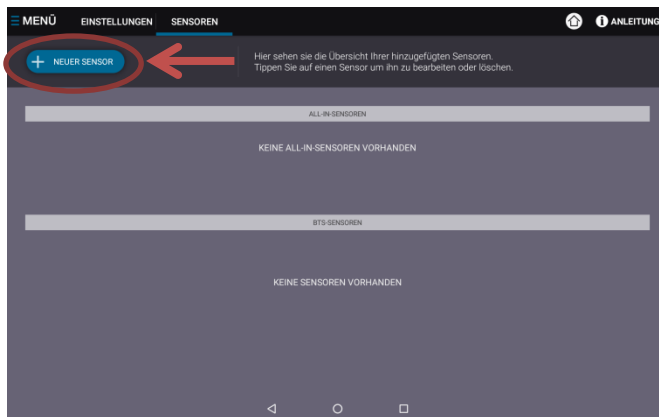 MENÜ EINSTELLUNGEN SENSOREN ANLEITUNG
NEUER SENSOR
Hier sehen sie die Übersicht Ihrer hinzugefügten Sensoren.
Tippen Sie auf einen Sensor um ihn zu bearbeiten oder löschen.
ALL-IN-SENSOREN
KEINE ALL-IN-SENSOREN VORHANDEN
BTS-SENSOREN
KEINE SENSOREN VORHANDEN